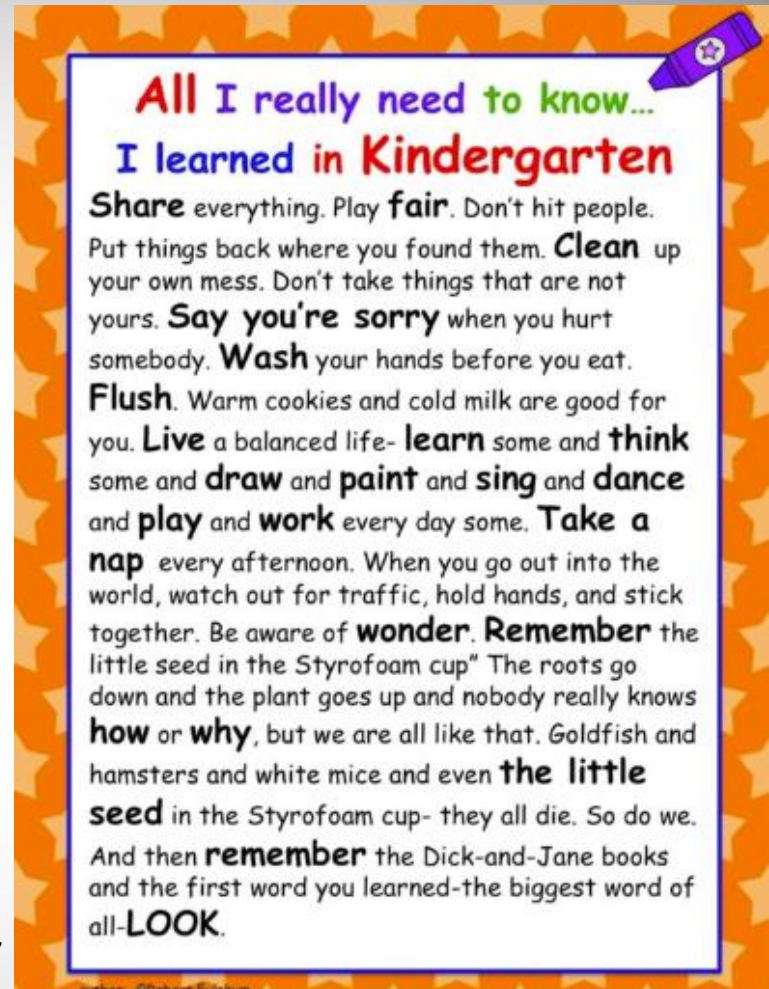 All I really need to know...
I learned in Kindergarten
Share everything. Play fair. Don't hit people.
Put things back where you found them. Clean up
your own mess. Don't take things that are not
yours. Say you're sorry when you hurt
somebody. Wash your hands before you eat.
Flush. Warm cookies and cold milk are good for
you. Live a balanced life- learn some and think
some and draw and paint and sing and dance
and play and work every day some. Take a
nap every afternoon. When you go out into the
world, watch out for traffic, hold hands, and stick
together. Be aware of wonder. Remember the
little seed in the Styrofoam cup" The roots go
down and the plant goes up and nobody really knows
how or why, but we are all like that. Goldfish and
hamsters and white mice and even the little
seed in the Styrofoam cup- they all die. So do we.
And then remember the Dick-and-Jane books
and the first word you learned-the biggest word of
all-LOOK.